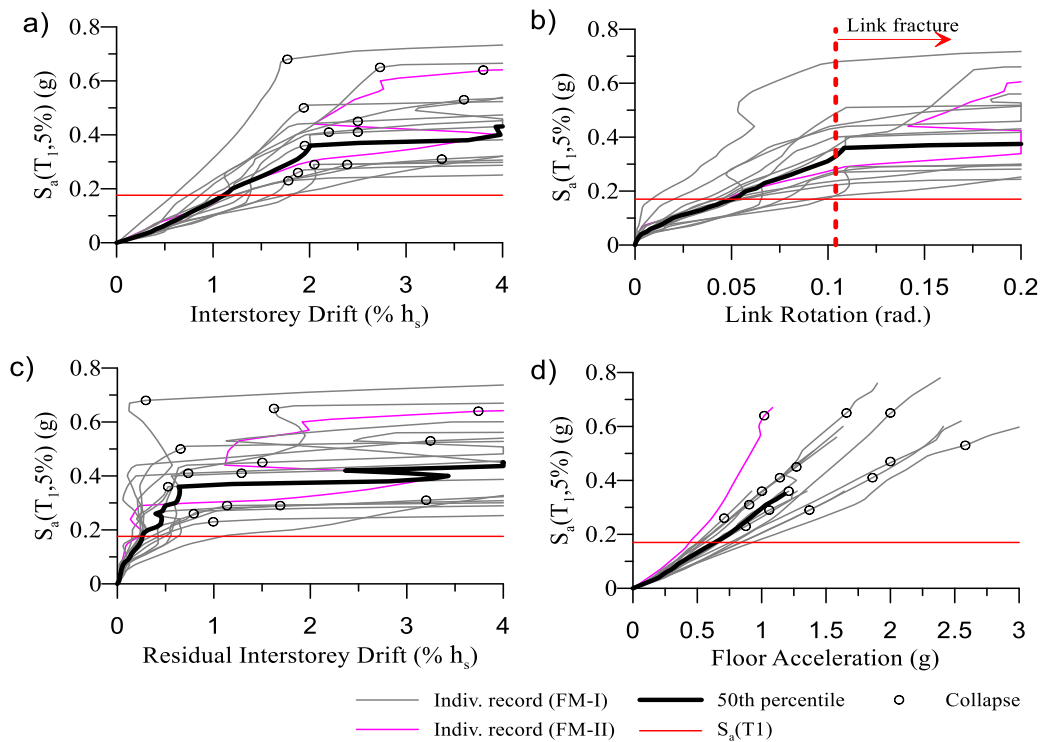 a)
0.8
0.6
0.4
0.2
0
Sa(T1,5%) (g)
0 1 2 3 4
Interstorey Drift (% hs)
b)
Link fracture
0.8
0.6
0.4
0.2
0
Sa(T1,5%) (g)
0 0.05 0.1 0.15 0.2
Link Rotation (rad.)
c)
0.8
0.6
0.4
0.2
0
Sa(T1,5%) (g)
0 1 2 3 4
Residual Interstorey Drift (% hs)
d)
0.8
0.6
0.4
0.2
0
Sa(T1,5%) (g)
0 0.5 1 1.5 2 2.5 3
Floor Acceleration (g)
Indiv. record (FM-I) 50th percentile Collapse
Indiv. record (FM-II) Sa(T1)